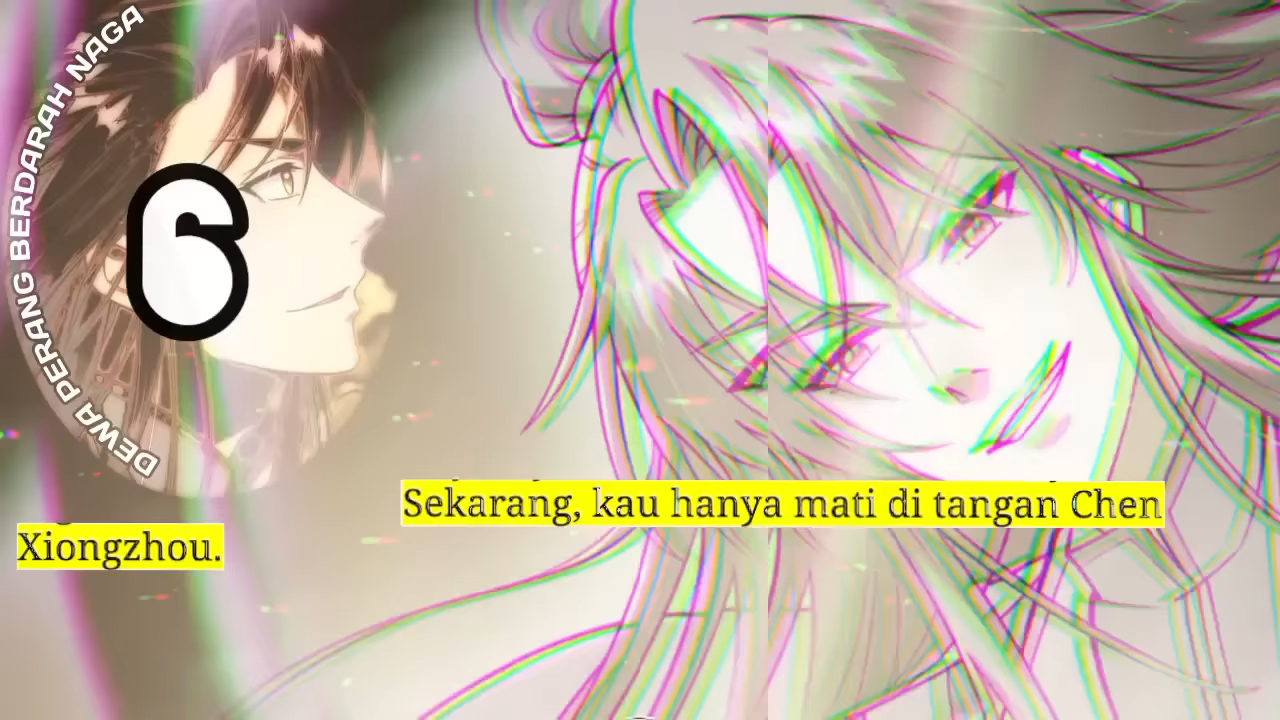 DEWA PERANG BERDARAH NAGA
6
Sekarang, kau hanya mati di tangan Chen
Xiongzhou.